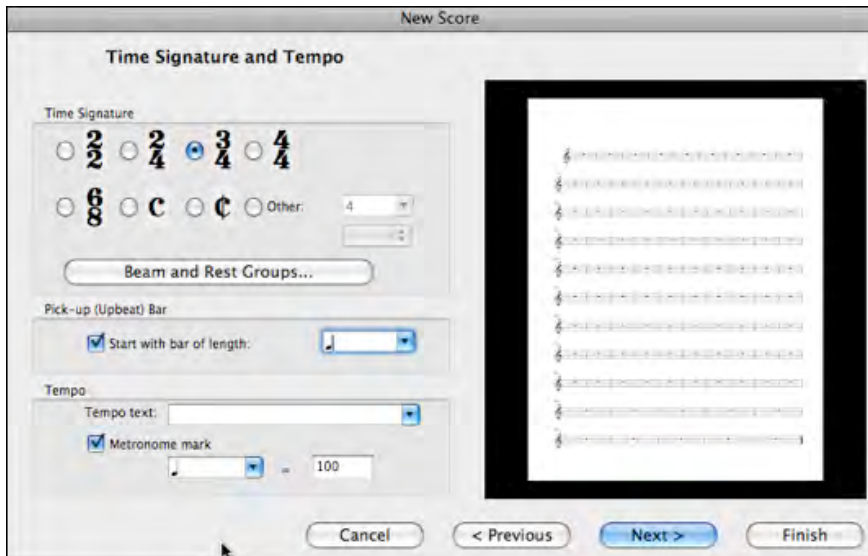 New Score
Time Signature and Tempo
Time Signature
2/2 2/4 3/4 4/4
6/8 C ¢ Other: 4
Beam and Rest Groups...
Pick-up (Upbeat) Bar
Start with bar of length:
Tempo
Tempo text:
Metronome mark
= 100
Cancel < Previous Next > Finish